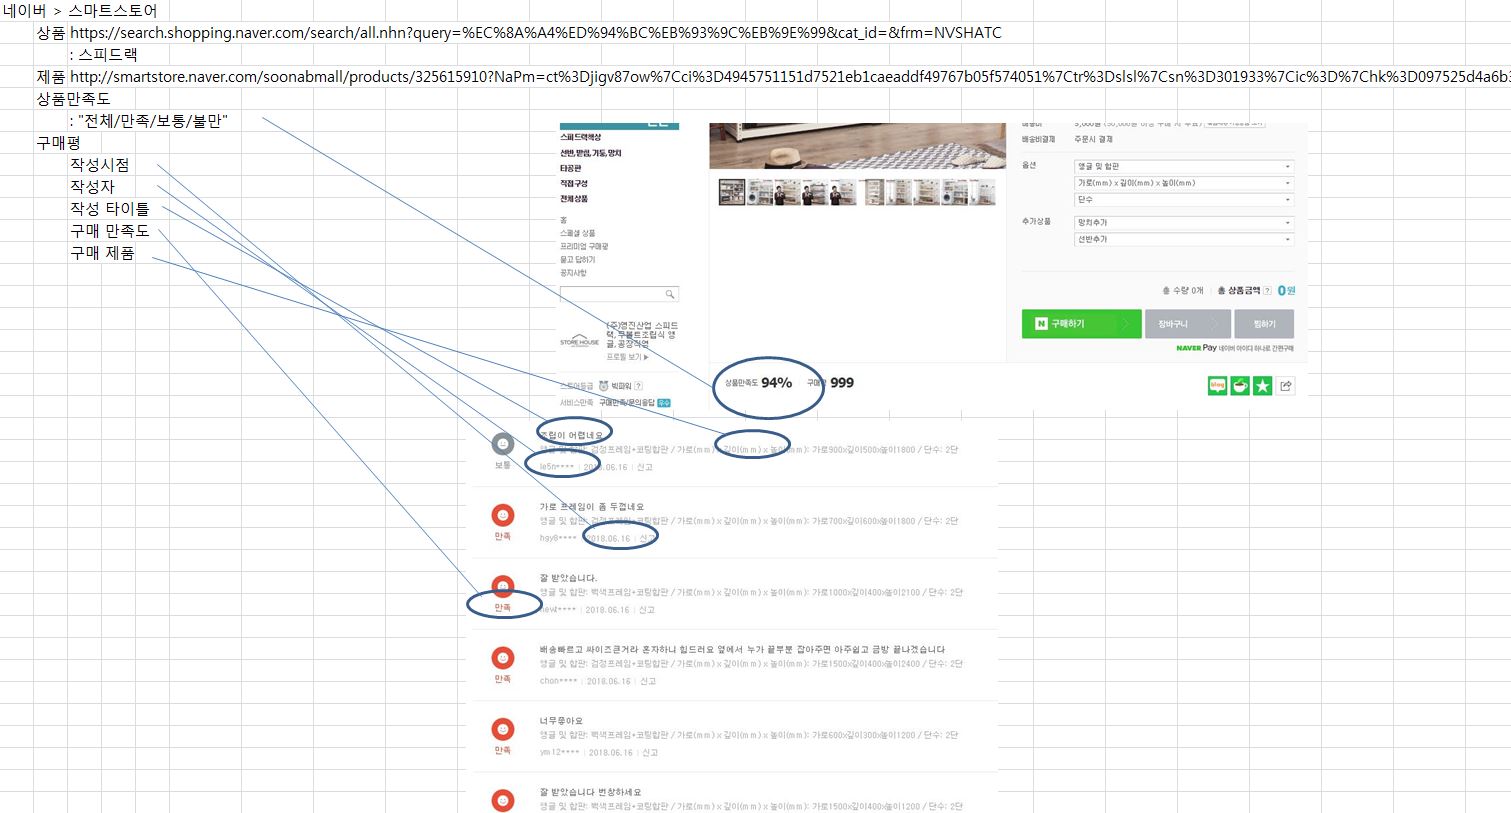 네이버 > 스마트스토어
상품 https://search.shopping.naver.com/search/all.nhn?query=%EC%8A%A4%ED%94%BC%EB%93%9C%EB%9E%99&cat_id=&frm=NVSHATC
: 스피드랙
제품 http://smartstore.naver.com/soonabmall/products/325615910?NaPm=ct%3Djigv87ow%7Cci%3D4945751151d7521eb1caeaddf49767b05f574051%7Ctr%3Dslsl%7Csn%3D301933%7Cic%3D%7Chk%3D097525d4a6b3
상품만족도
: "전체/만족/보통/불만"
구매평
작성시점
작성자
작성 타이틀
구매 만족도
구매 제품
스피드랙책상
선반, 받침, 기둥, 망치
타공판
직접구성
전체상품
홈
스페셜 상품
프리미엄 구매평
묻고 답하기
공지사항
STORE HOUSE
(주)영진산업 스피드
랙, 무볼트조립식 앵
글, 공장직영
프로필 보기 ▶
스토어등급 빅파워 ?
서비스만족 구매만족/문의응답 우수
배송비결제 주문시 결제
옵션 앵글 및 합판
가로(mm) x 깊이(mm) x 높이(mm)
단수
추가상품 망치추가
선반추가
총 수량 0개 총 상품금액 ? 0원
N 구매하기 장바구니 찜하기
NAVER Pay 네이버 아이디 하나로 간편구매
blog
상품만족도 94% 구매평 999
조립이 어렵네요
앵글 및 합판: 검정프레임+코팅합판 / 가로(mm) x 깊이(mm) x 높이(mm): 가로900x깊이500x높이1800 / 단수: 2단
보통 le5n**** 2018.06.16 신고
가로 프레임이 좀 두껍네요
앵글 및 합판: 검정프레임+코팅합판 / 가로(mm) x 깊이(mm) x 높이(mm): 가로700x깊이600x높이1800 / 단수: 2단
만족 hay8**** 2018.06.16 신고
잘 받았습니다.
앵글 및 합판: 백색프레임+코팅합판 / 가로(mm) x 깊이(mm) x 높이(mm): 가로1000x깊이400x높이2100 / 단수: 2단
만족 newt**** 2018.06.16 신고
배송빠르고 싸이즈큰거라 혼자하니 힘드러요 옆에서 누가 끝부분 잡아주면 아주쉽고 금방 끝나겠습니다
앵글 및 합판: 검정프레임+코팅합판 / 가로(mm) x 깊이(mm) x 높이(mm): 가로1500x깊이400x높이2400 / 단수: 2단
만족 chon**** 2018.06.16 신고
너무좋아요
앵글 및 합판: 백색프레임+코팅합판 / 가로(mm) x 깊이(mm) x 높이(mm): 가로600x깊이300x높이1200 / 단수: 2단
만족 ym12**** 2018.06.16 신고
잘 받았습니다 번창하세요
앵글 및 합판: 백색프레임+코팅합판 / 가로(mm) x 깊이(mm) x 높이(mm): 가로1500x깊이400x높이1200 / 단수: 2단